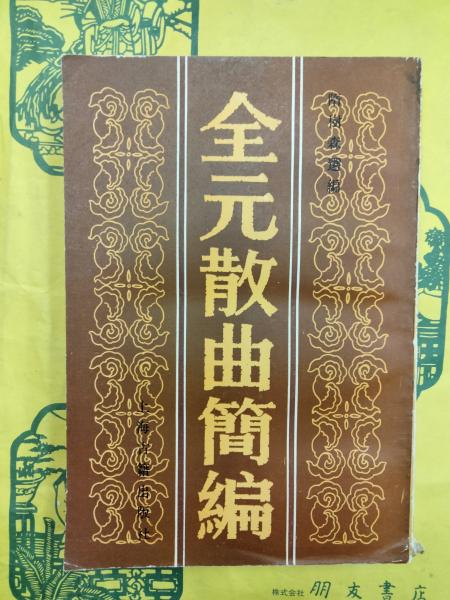 隋樹森選編
全元散曲簡編
上海古籍出版社
株式会社 朋友書店